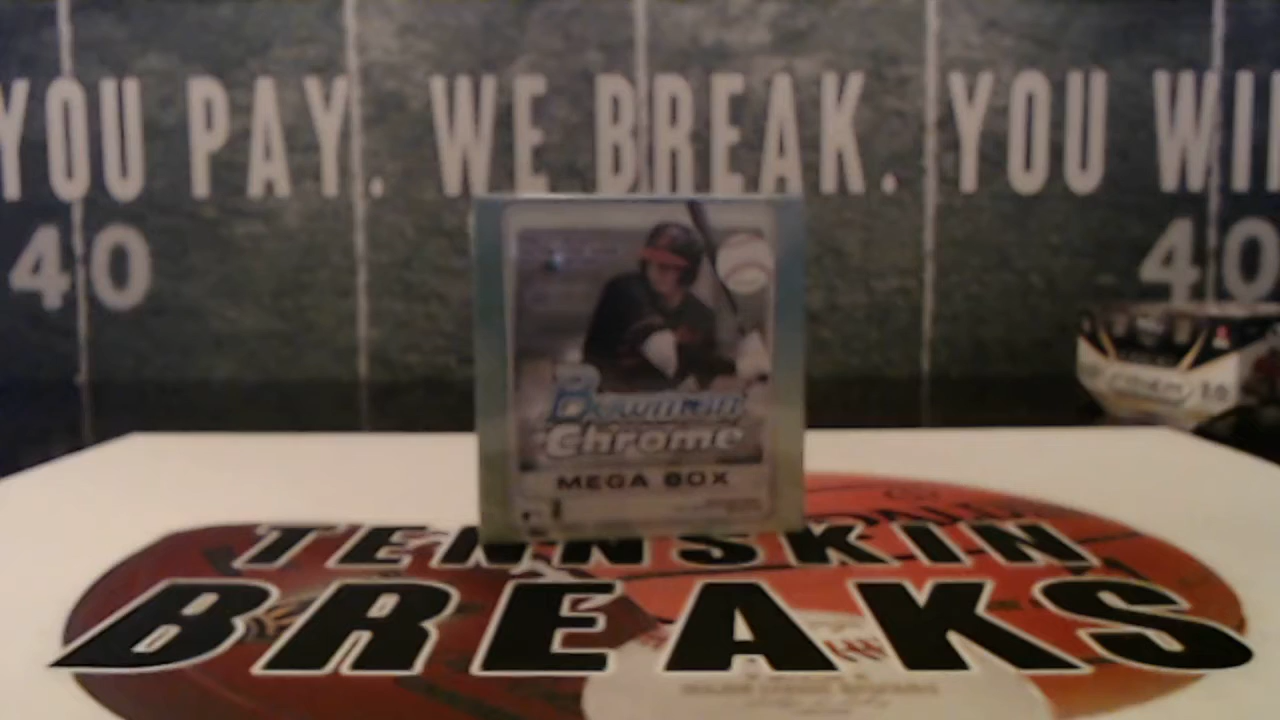 YOU PAY. WE BREAK. YOU WI
40
40
Bowman
Chrome
MEGA BOX
TENNSKIN
BREAKS